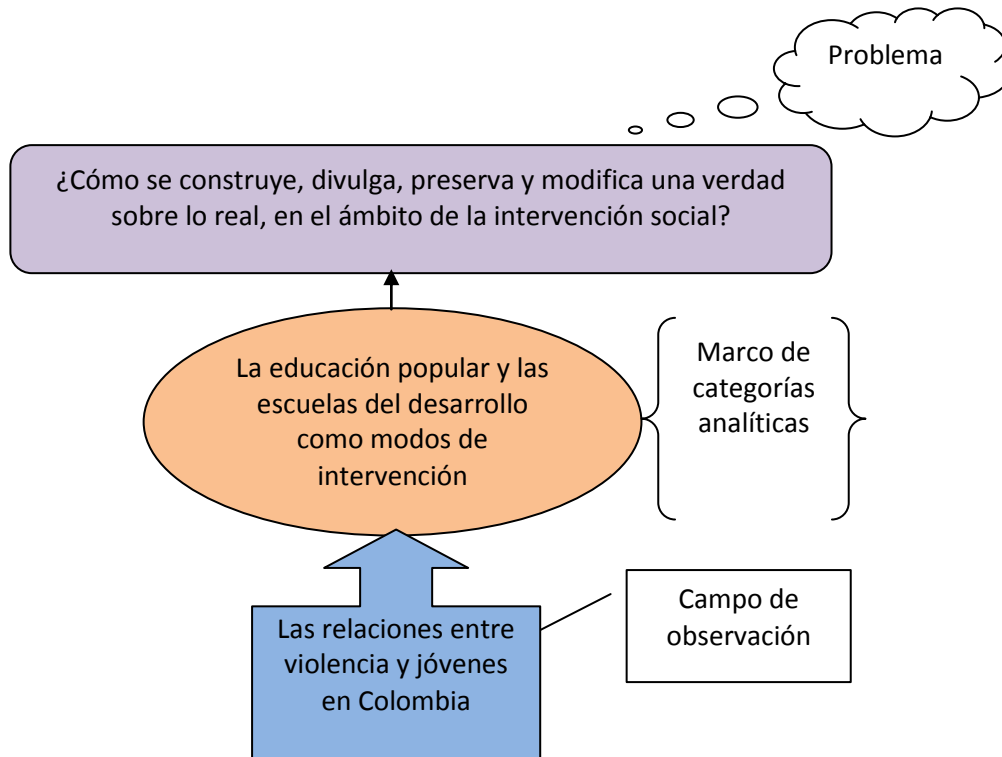 Problema
¿Cómo se construye, divulga, preserva y modifica una verdad
sobre lo real, en el ámbito de la intervención social?
La educación popular y las
escuelas del desarrollo
como modos de
intervención
Marco de
categorías
analíticas
Las relaciones entre
violencia y jóvenes
en Colombia
Campo de
observación